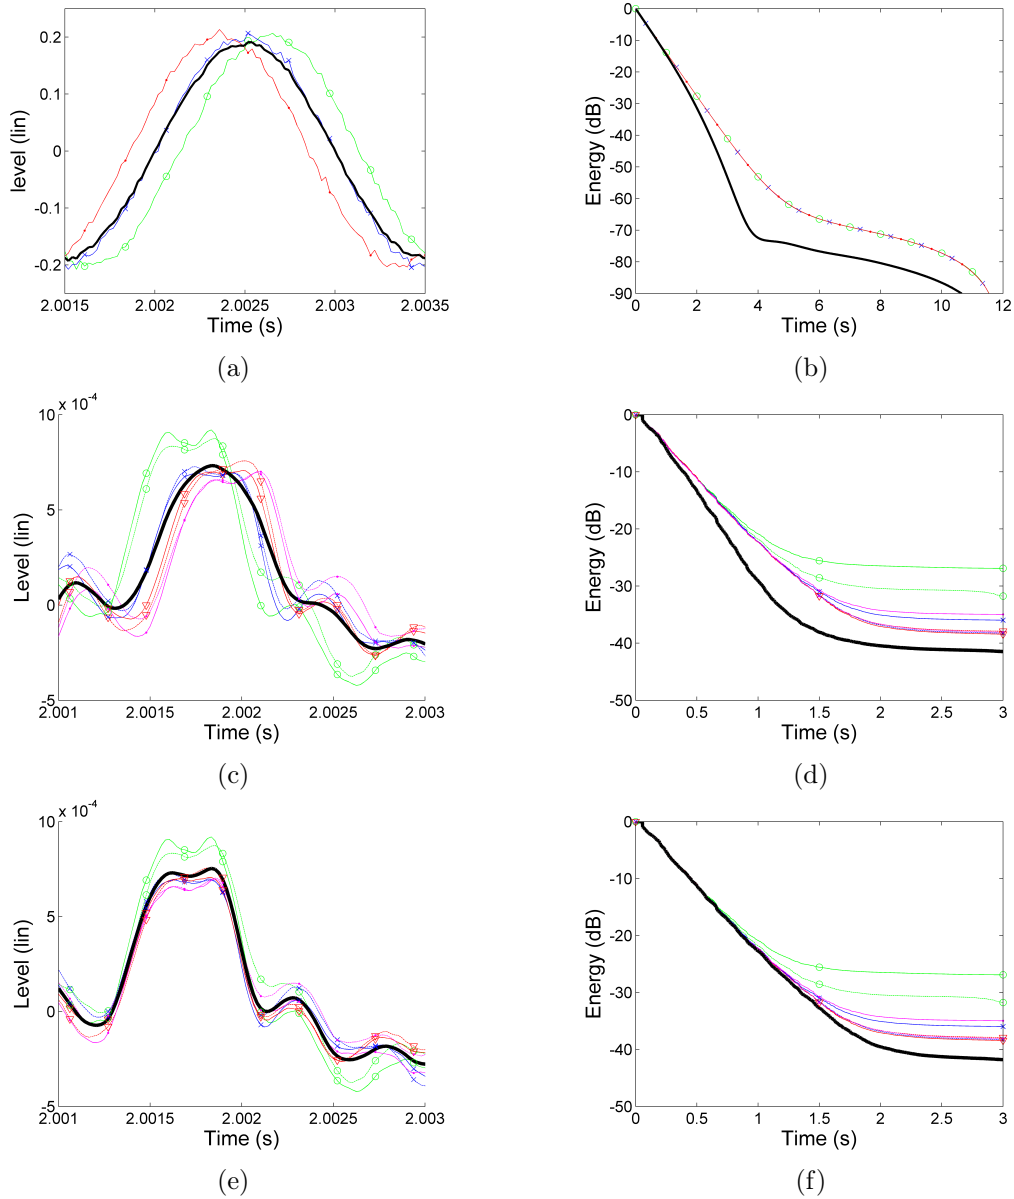 0.2
0.1
0
-0.1
-0.2
2.0015 2.002 2.0025 2.003 2.0035
level (lin)
Time (s)
(a)
0
-10
-20
-30
-40
-50
-60
-70
-80
-90
0 2 4 6 8 10 12
Energy (dB)
Time (s)
(b)
x 10-4
10
5
0
-5
2.001 2.0015 2.002 2.0025 2.003
Level (lin)
Time (s)
(c)
0
-10
-20
-30
-40
-50
0 0.5 1 1.5 2 2.5 3
Energy (dB)
Time (s)
(d)
x 10-4
10
5
0
-5
2.001 2.0015 2.002 2.0025 2.003
Level (lin)
Time (s)
(e)
0
-10
-20
-30
-40
-50
0 0.5 1 1.5 2 2.5 3
Energy (dB)
Time (s)
(f)